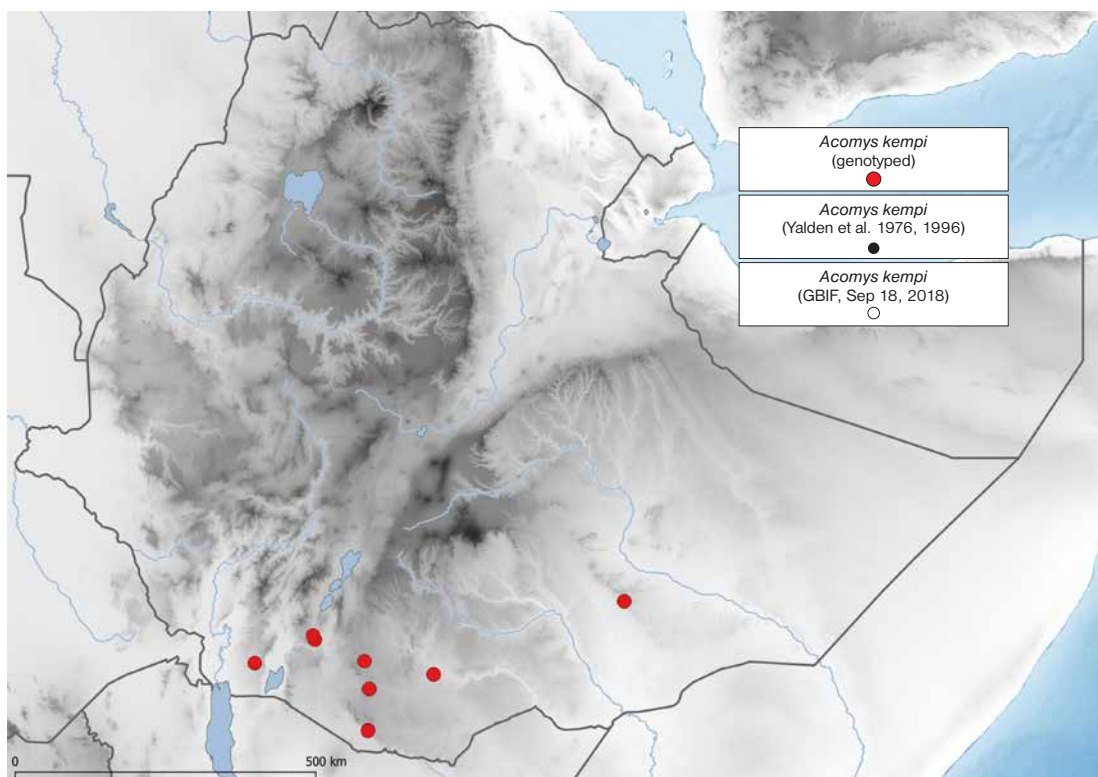 Acomys kempi
(genotyped)
Acomys kempi
(Yalden et al. 1976, 1996)
Acomys kempi
(GBIF, Sep 18, 2018)
0
500 km